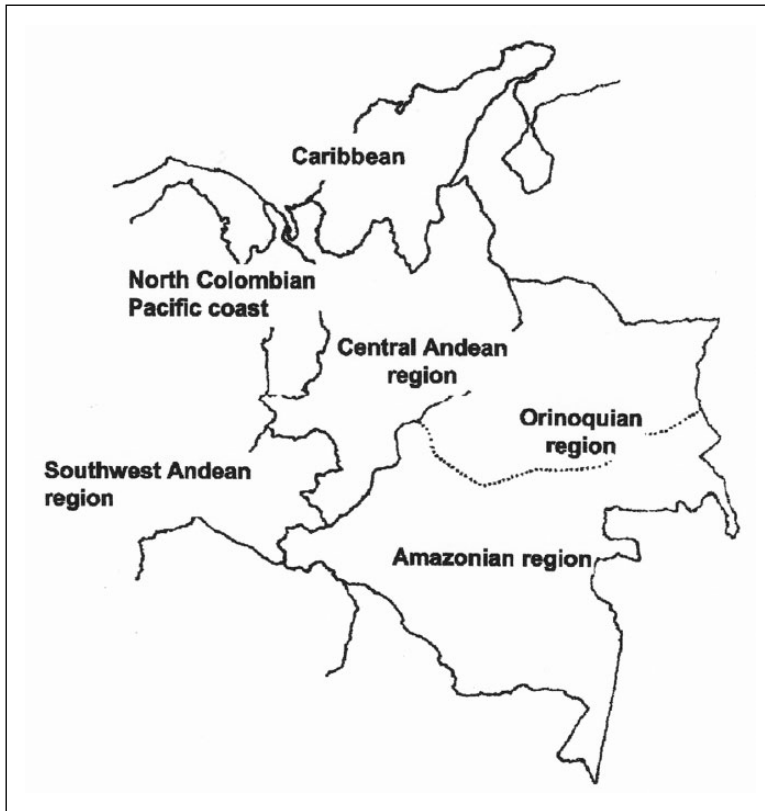 Caribbean
North Colombian
Pacific coast
Central Andean
region
Orinoquian
region
Southwest Andean
region
Amazonian region